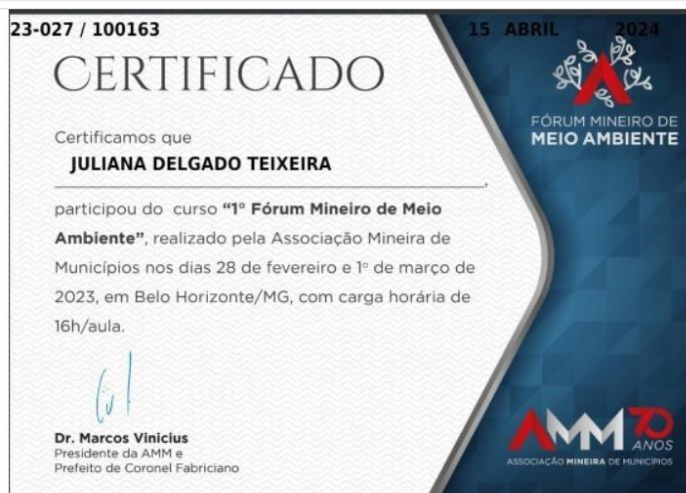 23-027 / 100163
15 ABRIL 2024
CERTIFICADO
FÓRUM MINEIRO DE
MEIO AMBIENTE
Certificamos que
JULIANA DELGADO TEIXEIRA
participou do curso “1º Fórum Mineiro de Meio
Ambiente”, realizado pela Associação Mineira de
Municípios nos dias 28 de fevereiro e 1º de março de
2023, em Belo Horizonte/MG, com carga horária de
16h/aula.
Dr. Marcos Vinicius
Presidente da AMM e
Prefeito de Coronel Fabriciano
AMM 70
ANOS
ASSOCIAÇÃO MINEIRA DE MUNICÍPIOS